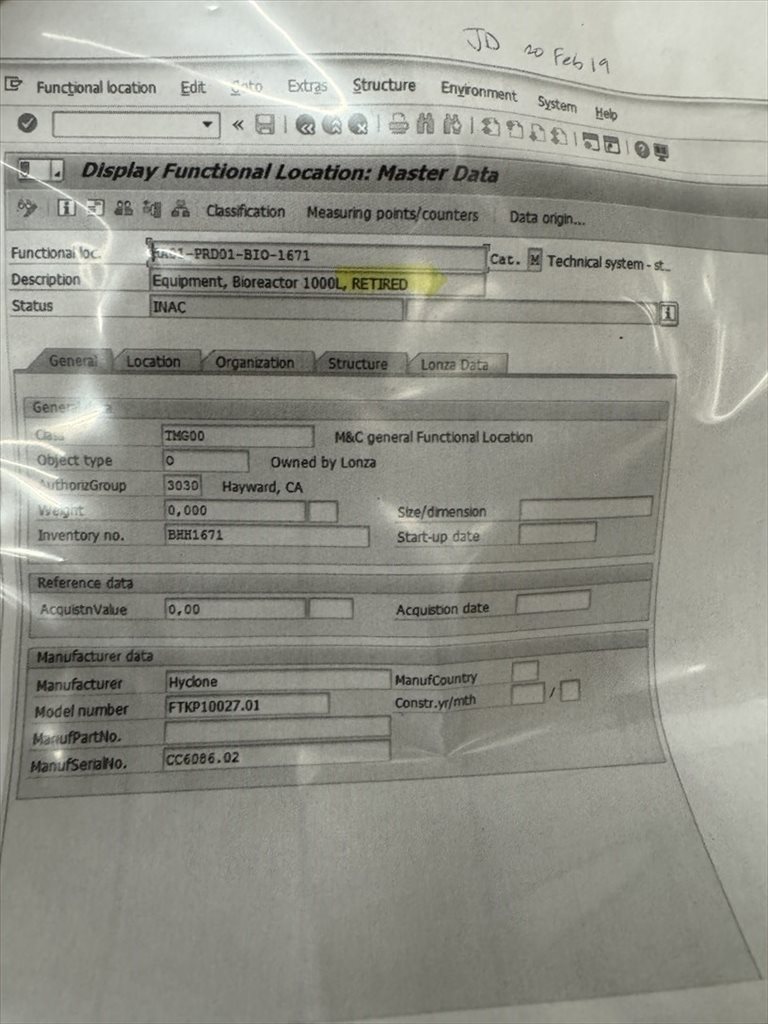 JD 20 Feb 19
Functional location Edit Goto Extras Structure Environment System Help
Display Functional Location: Master Data
Classification Measuring points/counters Data origin...
Functional loc. -PRD01-BIO-1671 Cat. M Technical system - st..
Description Equipment, Bioreactor 1000L, RETIRED
Status INAC
General Location Organization Structure Lonza Data
General
Class TMG00 M&C general Functional Location
Object type O Owned by Lonza
AuthorizGroup 3030 Hayward, CA
Weight 0,000 Size/dimension
Inventory no. BHH1671 Start-up date
Reference data
AcquistnValue 0,00 Acquistion date
Manufacturer data
Manufacturer Hyclone ManufCountry
Model number FTKP10027.01 Constr.yr/mth /
ManufPartNo.
ManufSerialNo. CC6086.02